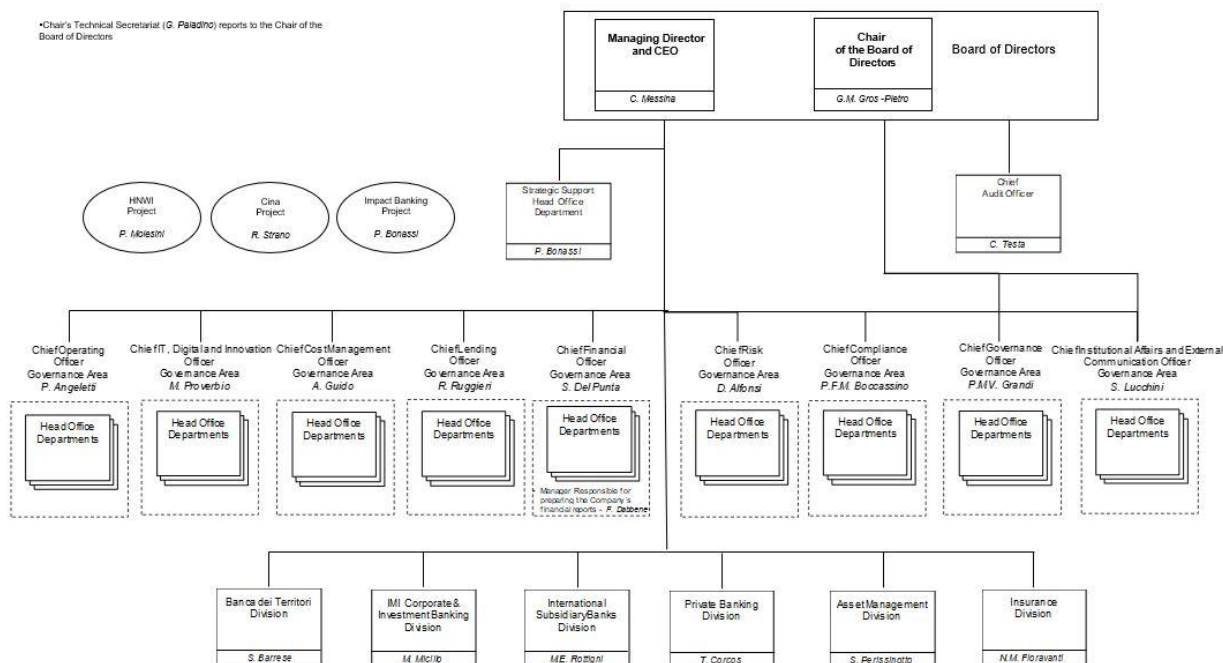 •Chair's Technical Secretariat (G. Paladino) reports to the Chair of the
Board of Directors
Managing Director
and CEO
C. Messina
Chair
of the Board of
Directors
G.M. Gros -Pietro
Board of Directors
HNWI
Project
P. Molesini
Cina
Project
R. Strano
Impact Banking
Project
P. Bonassi
Strategic Support
Head Office
Department
P. Bonassi
Chief
Audit Officer
C. Testa
Chief Operating
Officer
Governance Area
P. Angeletti
Chief IT, Digital and Innovation
Officer
Governance Area
M. Proverbio
Chief Cost Management
Officer
Governance Area
A. Guido
Chief Lending
Officer
Governance Area
R. Ruggieri
Chief Financial
Officer
Governance Area
S. Del Punta
Chief Risk
Officer
Governance Area
D. Alfonsi
Chief Compliance
Officer
Governance Area
P.F.M. Boccassino
Chief Governance
Officer
Governance Area
P.M.V. Grandi
Chief Institutional Affairs and External
Communication Officer
Governance Area
S. Lucchini
Head Office
Departments
Head Office
Departments
Head Office
Departments
Head Office
Departments
Head Office
Departments
- Manager Responsible for
preparing the Company's
financial reports - F. Dabbene
Head Office
Departments
Head Office
Departments
Head Office
Departments
Head Office
Departments
Banca dei Territori
Division
S. Barrese
IMI Corporate &
Investment Banking
Division
M. Micillo
International
Subsidiary Banks
Division
M.E. Rottigni
Private Banking
Division
T. Corcos
Asset Management
Division
S. Perissinotto
Insurance
Division
N.M. Fioravanti